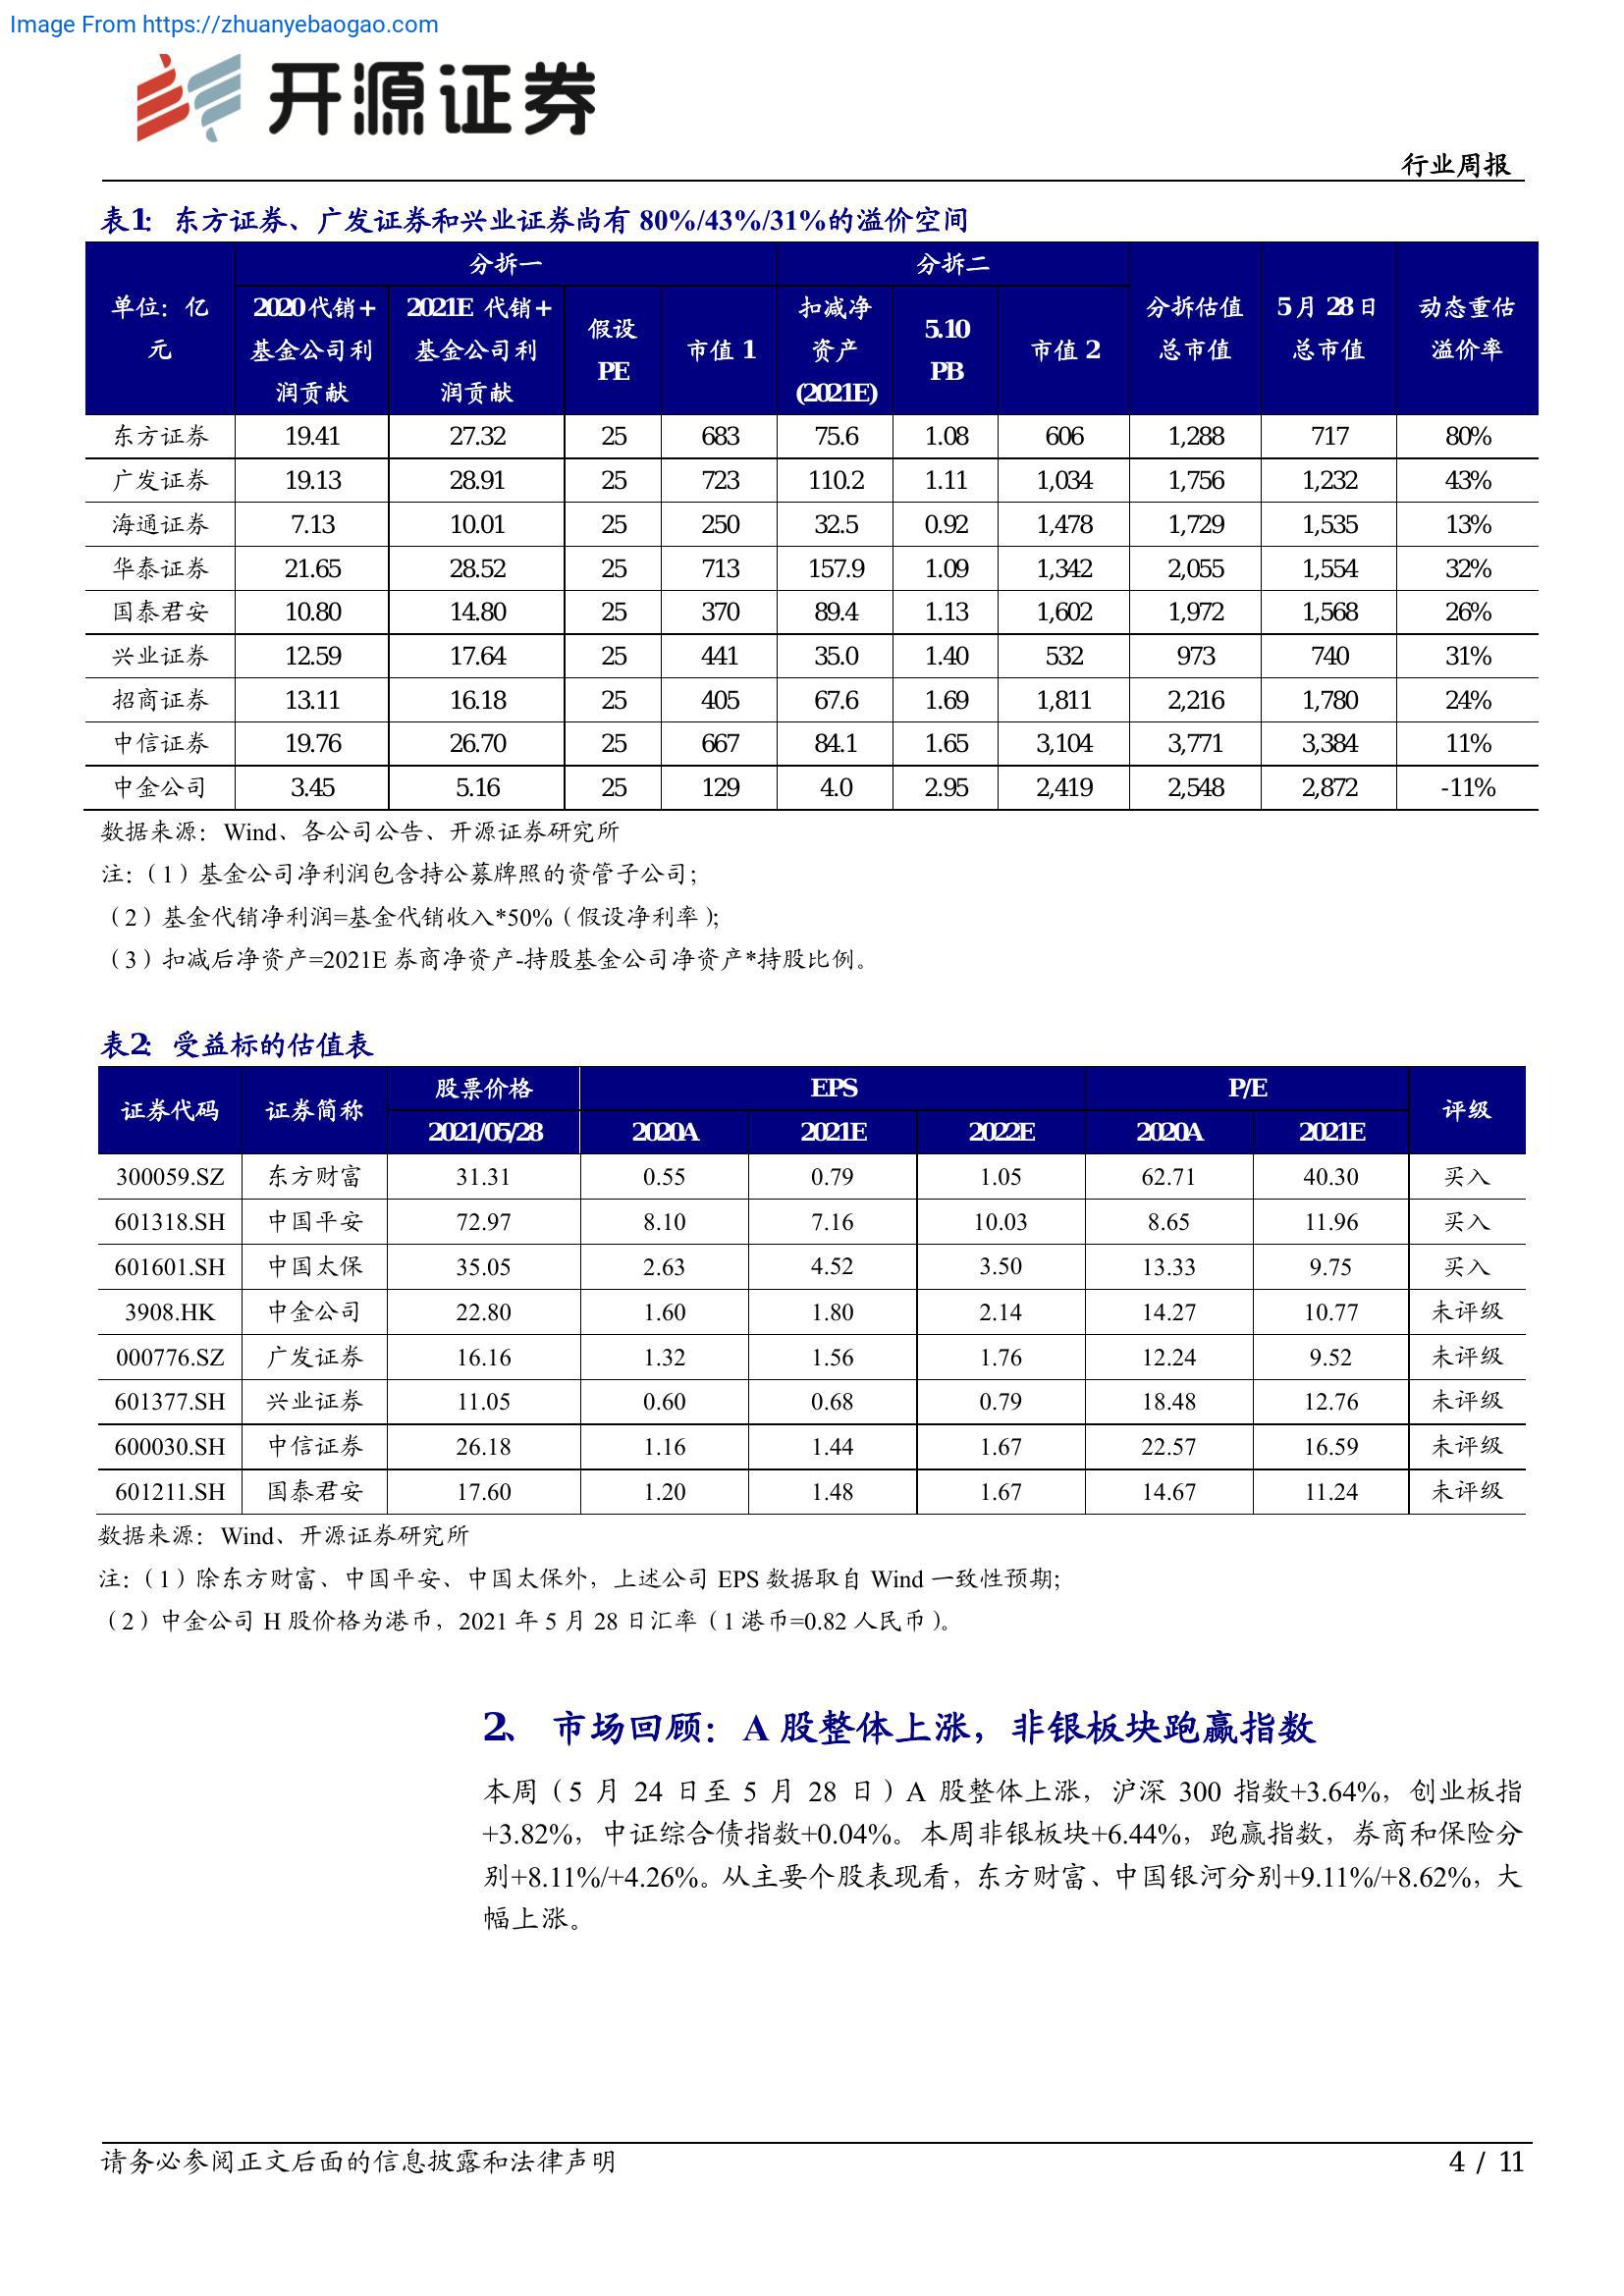 Image From https://zhuanyebaogao.com
开源证券
行业周报
表1： 东方证券、广发证券和兴业证券尚有 80%/43%/31%的溢价空间
单位：亿元 分拆一 分拆二 分拆估值总市值 5 月 28 日总市值 动态重估溢价率
2020 代销+基金公司利润贡献 2021E 代销+基金公司利润贡献 假设 PE 市值 1 扣减净资产(2021E) 5.10 PB 市值 2
东方证券 19.41 27.32 25 683 75.6 1.08 606 1,288 717 80%
广发证券 19.13 28.91 25 723 110.2 1.11 1,034 1,756 1,232 43%
海通证券 7.13 10.01 25 250 32.5 0.92 1,478 1,729 1,535 13%
华泰证券 21.65 28.52 25 713 157.9 1.09 1,342 2,055 1,554 32%
国泰君安 10.80 14.80 25 370 89.4 1.13 1,602 1,972 1,568 26%
兴业证券 12.59 17.64 25 441 35.0 1.40 532 973 740 31%
招商证券 13.11 16.18 25 405 67.6 1.69 1,811 2,216 1,780 24%
中信证券 19.76 26.70 25 667 84.1 1.65 3,104 3,771 3,384 11%
中金公司 3.45 5.16 25 129 4.0 2.95 2,419 2,548 2,872 -11%
数据来源：Wind、各公司公告、开源证券研究所
注：（1）基金公司净利润包含持公募牌照的资管子公司；
（2）基金代销净利润=基金代销收入*50%（假设净利率）；
（3）扣减后净资产=2021E 券商净资产-持股基金公司净资产*持股比例。
表2： 受益标的估值表
证券代码 证券简称 股票价格 EPS P/E 评级
2021/05/28 2020A 2021E 2022E 2020A 2021E
300059.SZ 东方财富 31.31 0.55 0.79 1.05 62.71 40.30 买入
601318.SH 中国平安 72.97 8.10 7.16 10.03 8.65 11.96 买入
601601.SH 中国太保 35.05 2.63 4.52 3.50 13.33 9.75 买入
3908.HK 中金公司 22.80 1.60 1.80 2.14 14.27 10.77 未评级
000776.SZ 广发证券 16.16 1.32 1.56 1.76 12.24 9.52 未评级
601377.SH 兴业证券 11.05 0.60 0.68 0.79 18.48 12.76 未评级
600030.SH 中信证券 26.18 1.16 1.44 1.67 22.57 16.59 未评级
601211.SH 国泰君安 17.60 1.20 1.48 1.67 14.67 11.24 未评级
数据来源：Wind、开源证券研究所
注：（1）除东方财富、中国平安、中国太保外，上述公司 EPS 数据取自 Wind 一致性预期;
（2）中金公司 H 股价格为港币，2021 年 5 月 28 日汇率（1 港币=0.82 人民币）。
2、 市场回顾：A 股整体上涨，非银板块跑赢指数
本周（5 月 24 日至 5 月 28 日）A 股整体上涨，沪深 300 指数+3.64%，创业板指
+3.82%，中证综合债指数+0.04%。本周非银板块+6.44%，跑赢指数，券商和保险分
别+8.11%/+4.26%。从主要个股表现看，东方财富、中国银河分别+9.11%/+8.62%，大
幅上涨。
请务必参阅正文后面的信息披露和法律声明
4 / 11